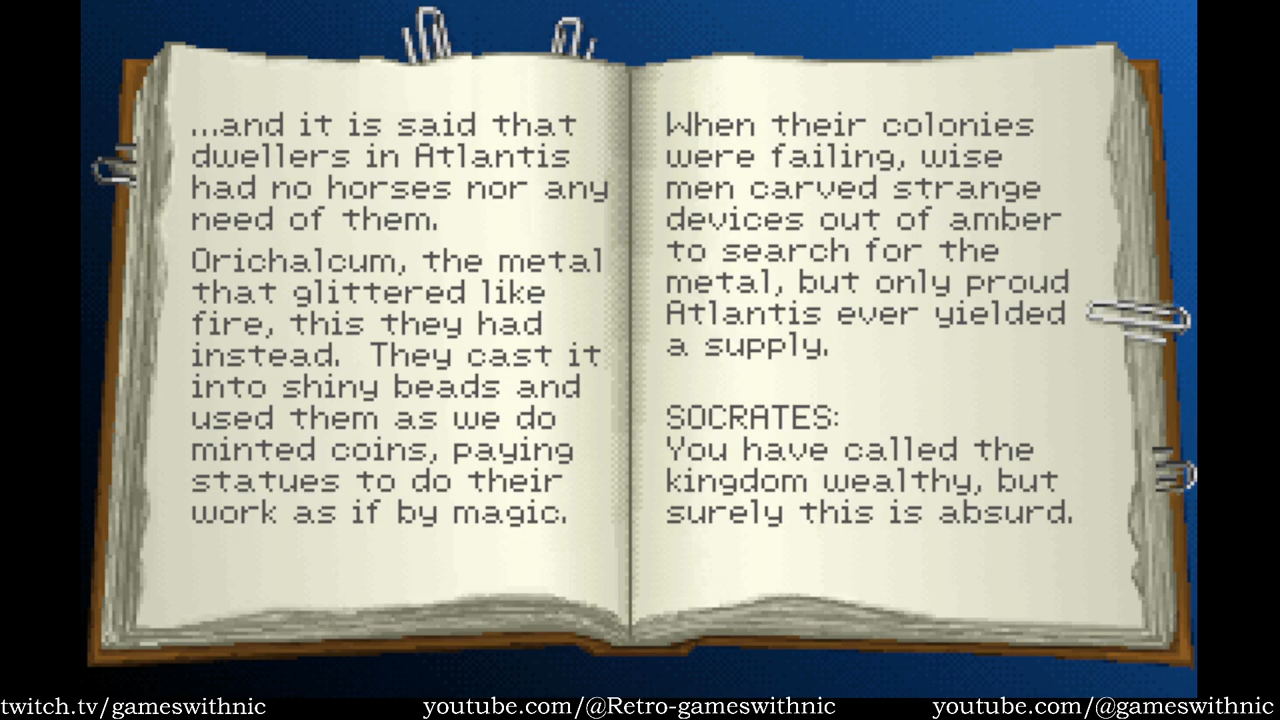 ...and it is said that
dwellers in Atlantis
had no horses nor any
need of them.
Orichalcum, the metal
that glittered like
fire, this they had
instead.  They cast it
into shiny beads and
used them as we do
minted coins, paying
statues to do their
work as if by magic.
When their colonies
were failing, wise
men carved strange
devices out of amber
to search for the
metal, but only proud
Atlantis ever yielded
a supply.
SOCRATES:
You have called the
kingdom wealthy, but
surely this is absurd.
twitch.tv/gameswithnic
youtube.com/@Retro-gameswithnic
youtube.com/@gameswithnic